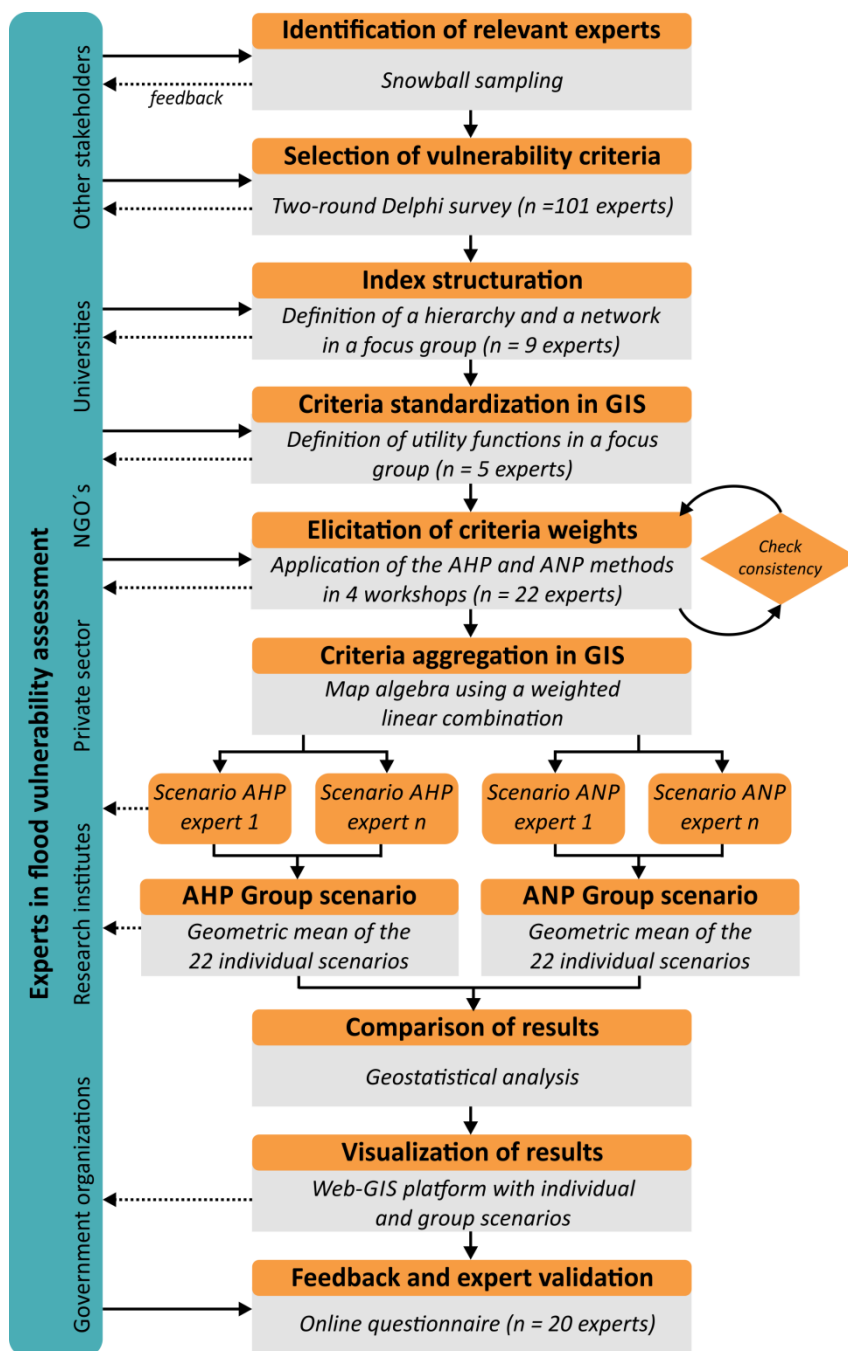 Identification of relevant experts
Snowball sampling
feedback
Selection of vulnerability criteria
Two-round Delphi survey (n =101 experts)
Index structuration
Definition of a hierarchy and a network
in a focus group (n = 9 experts)
Criteria standardization in GIS
Definition of utility functions in a focus
group (n = 5 experts)
Elicitation of criteria weights
Application of the AHP and ANP methods
in 4 workshops (n = 22 experts)
Check
consistency
Criteria aggregation in GIS
Map algebra using a weighted
linear combination
Scenario AHP
expert 1
Scenario AHP
expert n
Scenario ANP
expert 1
Scenario ANP
expert n
AHP Group scenario
Geometric mean of the
22 individual scenarios
ANP Group scenario
Geometric mean of the
22 individual scenarios
Comparison of results
Geostatistical analysis
Visualization of results
Web-GIS platform with individual
and group scenarios
Feedback and expert validation
Online questionnaire (n = 20 experts)
Experts in flood vulnerability assessment
Other stakeholders
Universities
NGO´s
Private sector
Research institutes
Government organizations